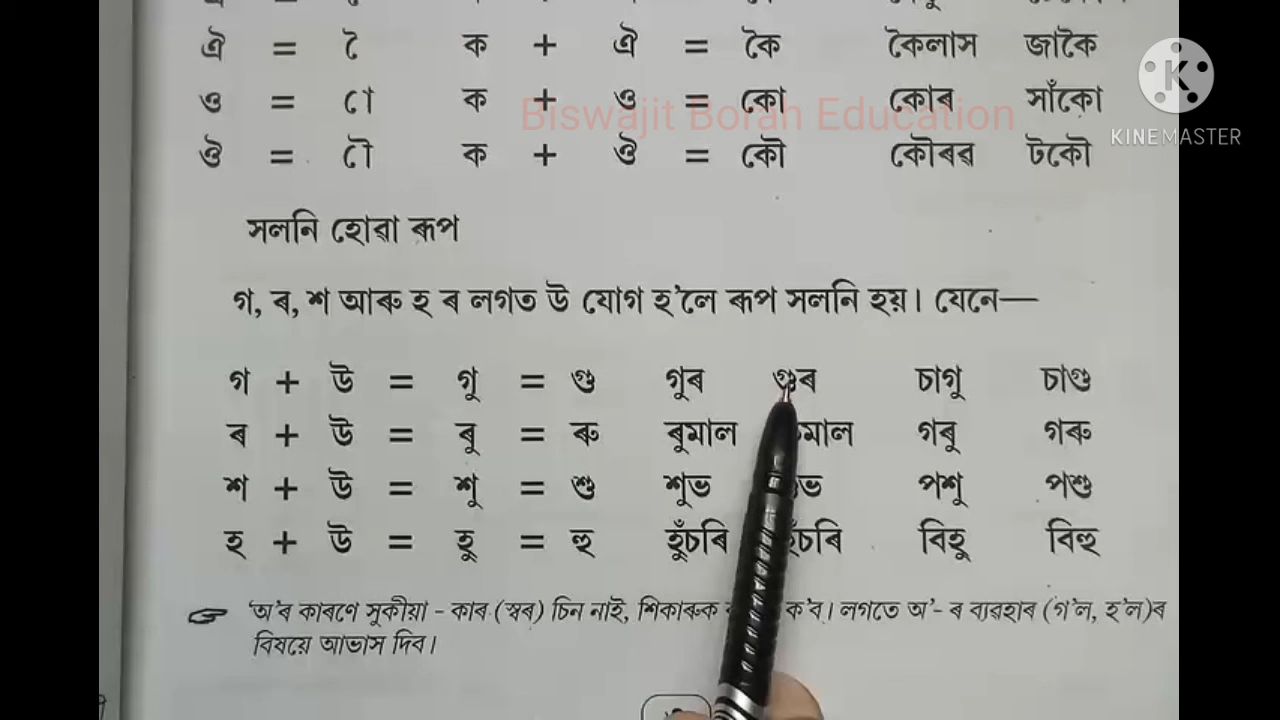 ঐ = ৈ ক + ঐ = কৈ কৈলাস জাকৈ
ও = ো ক + ও = কো কোৰ সাঁকো
ঔ = ৌ ক + ঔ = কৌ কৌৰৱ টকৌ
Biswajit Borah Education
KINEMASTER
সলনি হোৱা ৰূপ
গ, ৰ, শ আৰু হ ৰ লগত উ যোগ হ'লে ৰূপ সলনি হয়। যেনে—
গ + উ = গু = গু গুৰ গুৰ চাগু চাগু
ৰ + উ = ৰু = ৰু ৰুমাল মাল গৰু গৰু
শ + উ = শু = শু শুভ ভ পশু পশু
হ + উ = হু = হু হুঁচৰি হুঁচৰি বিহু বিহু
'অ'ৰ কাৰণে সুকীয়া - কাৰ (স্বৰ) চিন নাই, শিকাৰুক ক'ব। লগতে অ'- ৰ ব্যৱহাৰ (গ'ল, হ'ল)ৰ
বিষয়ে আভাস দিব।